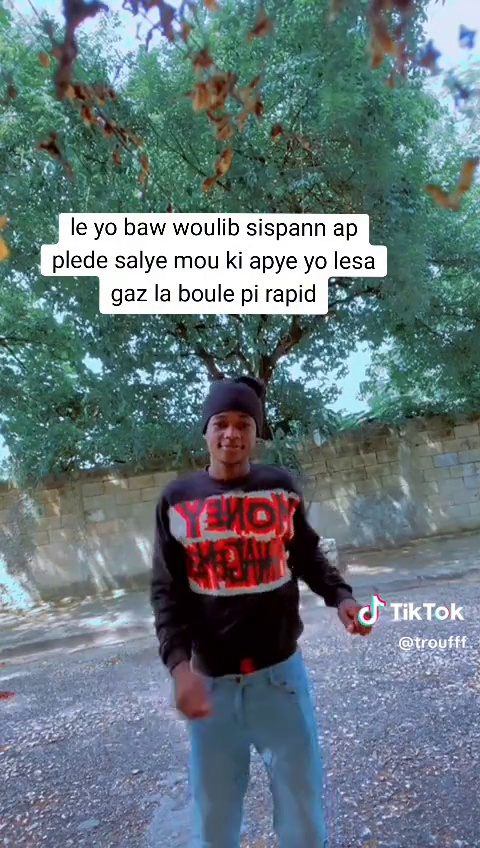 le yo baw woulib sispann ap
plede salye mou ki apye yo lesa
gaz la boule pi rapid
HONEY
TikTok
@troufff